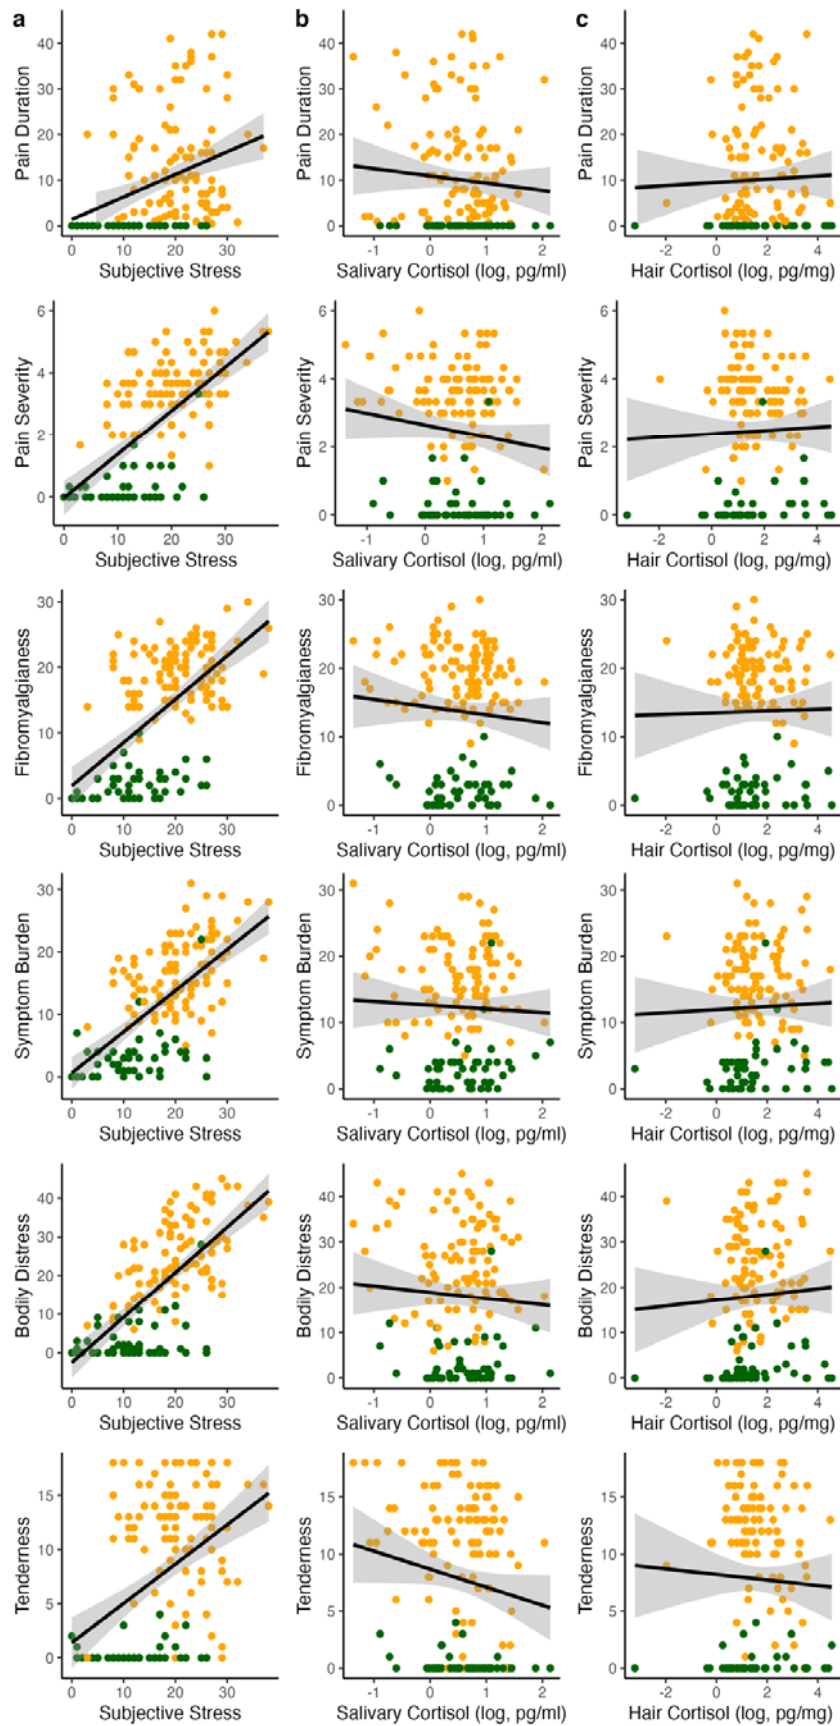 a b c
Pain Duration
40
30
20
10
0
0 10 20 30
Subjective Stress
Pain Duration
40
30
20
10
0
-1 0 1 2
Salivary Cortisol (log, pg/ml)
Pain Duration
40
30
20
10
0
-2 0 2 4
Hair Cortisol (log, pg/mg)
Pain Severity
6
4
2
0
0 10 20 30
Subjective Stress
Pain Severity
6
4
2
0
-1 0 1 2
Salivary Cortisol (log, pg/ml)
Pain Severity
6
4
2
0
-2 0 2 4
Hair Cortisol (log, pg/mg)
Fibromyalgianess
30
20
10
0
0 10 20 30
Subjective Stress
Fibromyalgianess
30
20
10
0
-1 0 1 2
Salivary Cortisol (log, pg/ml)
Fibromyalgianess
30
20
10
0
-2 0 2 4
Hair Cortisol (log, pg/mg)
Symptom Burden
30
20
10
0
0 10 20 30
Subjective Stress
Symptom Burden
30
20
10
0
-1 0 1 2
Salivary Cortisol (log, pg/ml)
Symptom Burden
30
20
10
0
-2 0 2 4
Hair Cortisol (log, pg/mg)
Bodily Distress
40
30
20
10
0
0 10 20 30
Subjective Stress
Bodily Distress
40
30
20
10
0
-1 0 1 2
Salivary Cortisol (log, pg/ml)
Bodily Distress
40
30
20
10
0
-2 0 2 4
Hair Cortisol (log, pg/mg)
Tenderness
15
10
5
0
0 10 20 30
Subjective Stress
Tenderness
15
10
5
0
-1 0 1 2
Salivary Cortisol (log, pg/ml)
Tenderness
15
10
5
0
-2 0 2 4
Hair Cortisol (log, pg/mg)